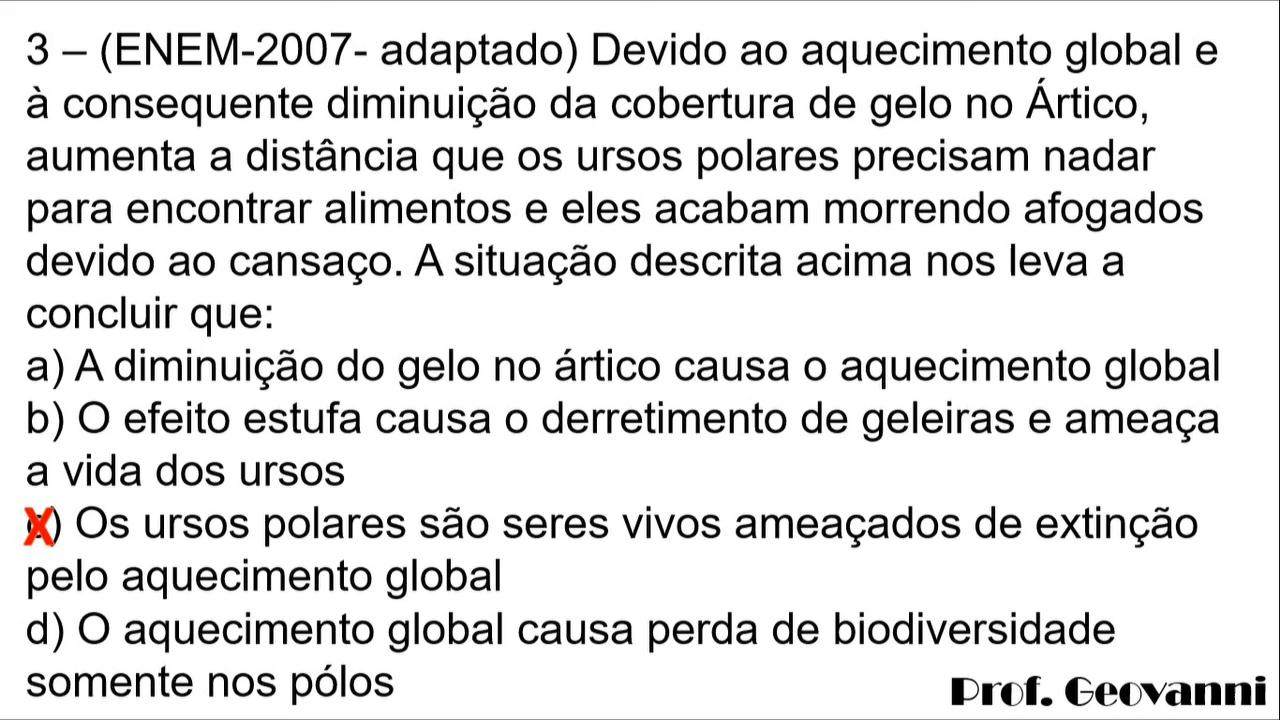 3 – (ENEM-2007- adaptado) Devido ao aquecimento global e
à consequente diminuição da cobertura de gelo no Ártico,
aumenta a distância que os ursos polares precisam nadar
para encontrar alimentos e eles acabam morrendo afogados
devido ao cansaço. A situação descrita acima nos leva a
concluir que:
a) A diminuição do gelo no ártico causa o aquecimento global
b) O efeito estufa causa o derretimento de geleiras e ameaça
a vida dos ursos
X) Os ursos polares são seres vivos ameaçados de extinção
pelo aquecimento global
d) O aquecimento global causa perda de biodiversidade
somente nos pólos
Prof. Geovanni